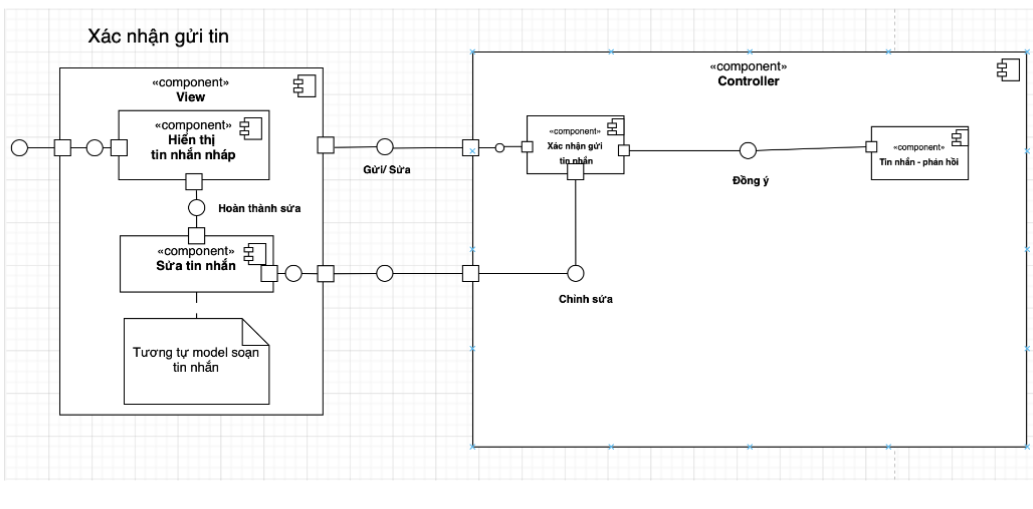 Xác nhận gửi tin
«component»
View
«component»
Hiển thị
tin nhắn nháp
Hoàn thành sửa
«component»
Sửa tin nhắn
Tương tự model soạn
tin nhắn
Gửi/ Sửa
«component»
Controller
«component»
Xác nhận gửi
tin nhắn
Đồng ý
«component»
Tin nhắn - phản hồi
Chỉnh sửa